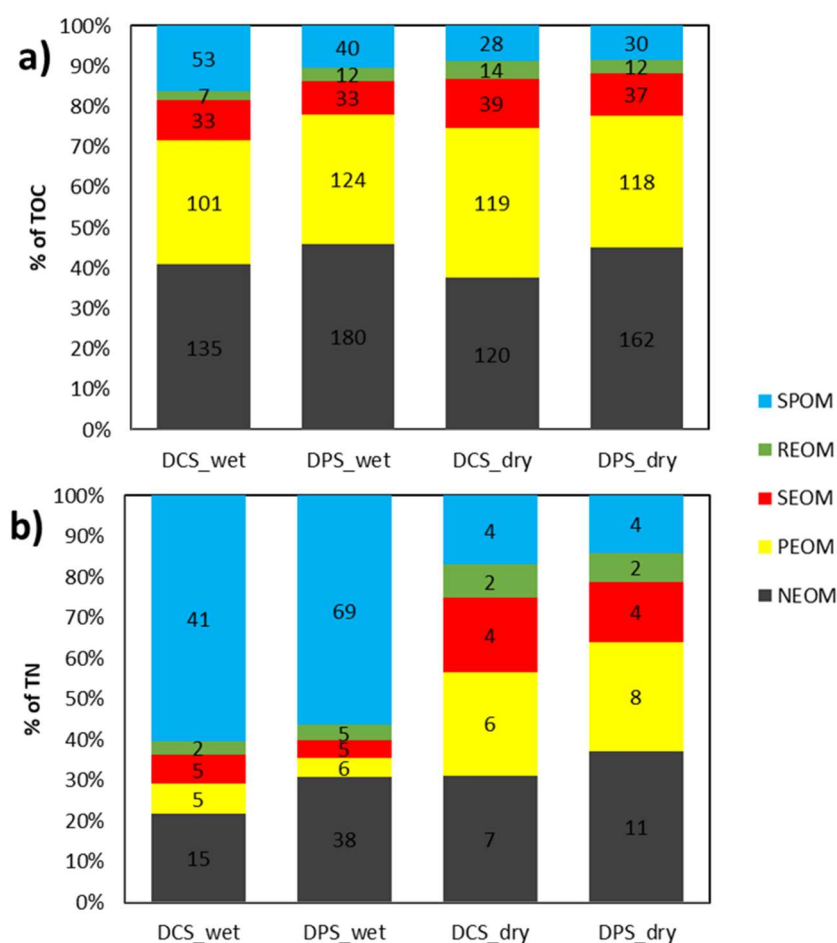 a)
% of TOC
100%
90%
80%
70%
60%
50%
40%
30%
20%
10%
0%
53 40 28 30
7 12 14 12
33 33 39 37
101 124 119 118
135 180 120 162
DCS_wet DPS_wet DCS_dry DPS_dry
b)
% of TN
100%
90%
80%
70%
60%
50%
40%
30%
20%
10%
0%
41 69 4 4
2 5 2 2
5 5 4 4
5 6 6 8
15 38 7 11
DCS_wet DPS_wet DCS_dry DPS_dry
SPOM
REOM
SEOM
PEOM
NEOM